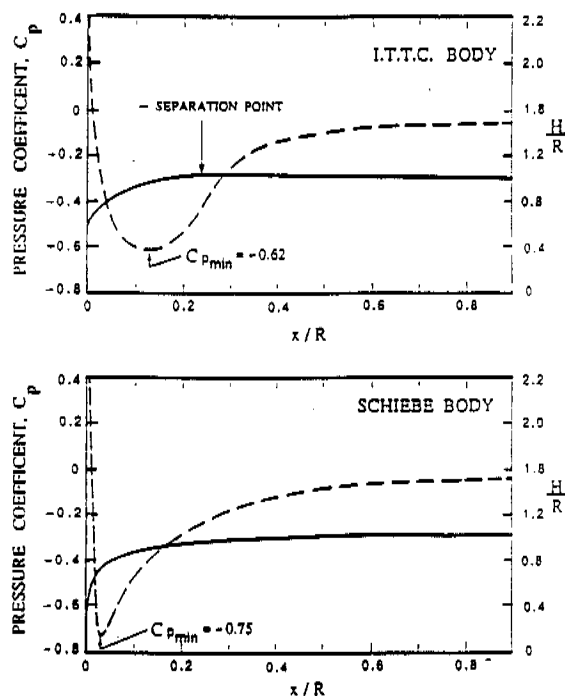 I.T.T.C. BODY
PRESSURE COEFFICENT, Cp
0.4
0.2
0
-0.2
-0.4
-0.6
-0.8
- SEPARATION POINT
Cpmin = -0.62
2.2
2.0
1.6
1.2
0.8
0.4
0
H
R
0 0.2 0.4 0.6 0.8
x / R
SCHIEBE BODY
PRESSURE COEFFICENT, Cp
0.4
0.2
0
-0.2
-0.4
-0.6
-0.8
Cpmin = -0.75
2.2
2.0
1.6
1.2
0.8
0.4
0
H
R
0 0.2 0.4 0.6 0.8
x / R